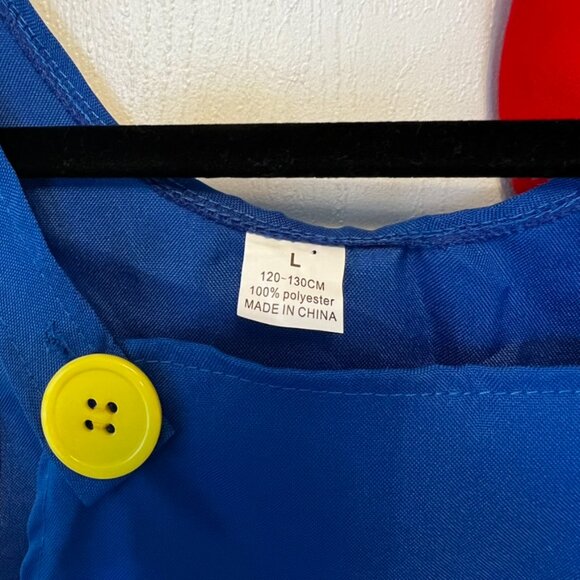 L
120-130CM
100% polyester
MADE IN CHINA